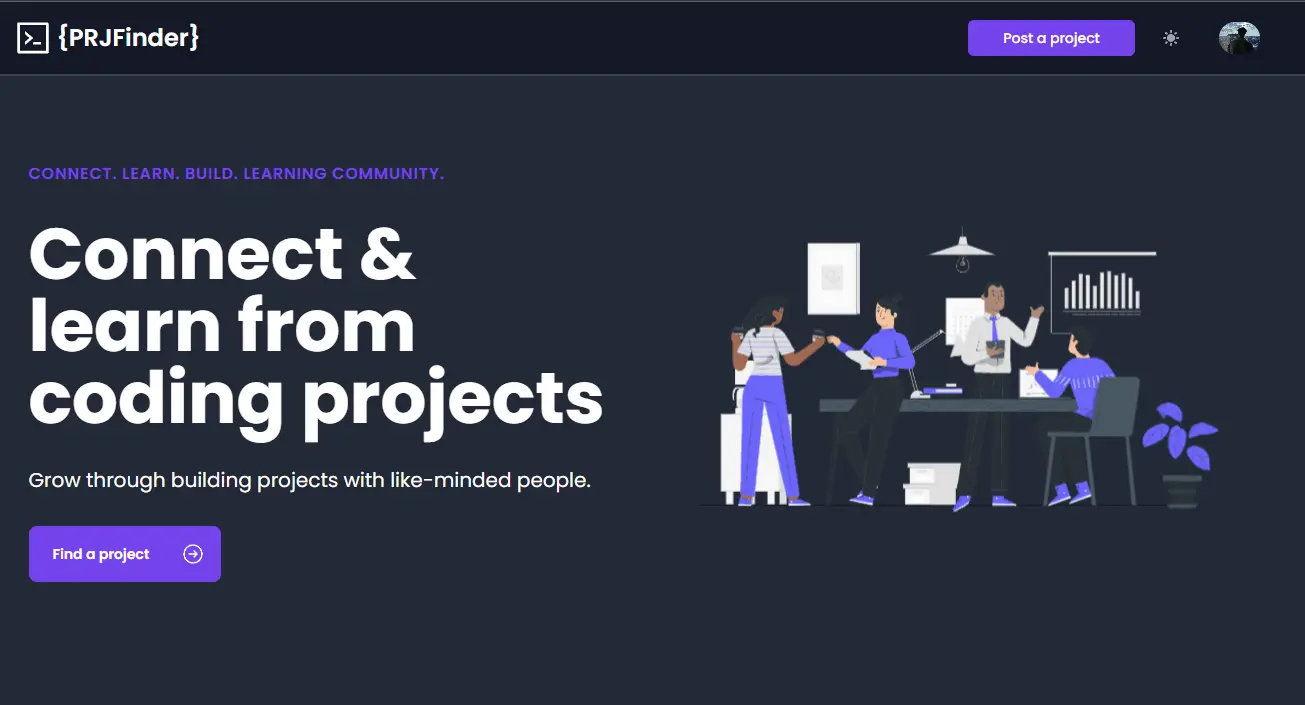 {PRJFinder}
Post a project
CONNECT. LEARN. BUILD. LEARNING COMMUNITY.
Connect &
learn from
coding projects
Grow through building projects with like-minded people.
Find a project